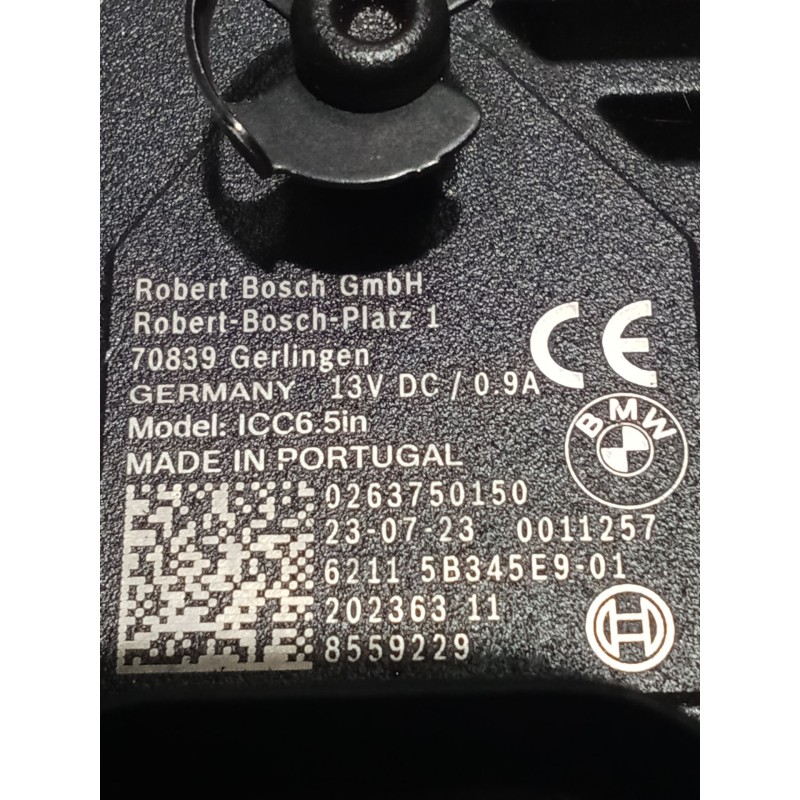 Robert Bosch GmbH
Robert-Bosch-Platz 1
70839 Gerlingen
GERMANY 13V DC / 0.9A
CE
Model: ICC6.5in
BMW
MADE IN PORTUGAL
0263750150
23-07-23 0011257
6211 5B345E9-01
202363 11
8559229